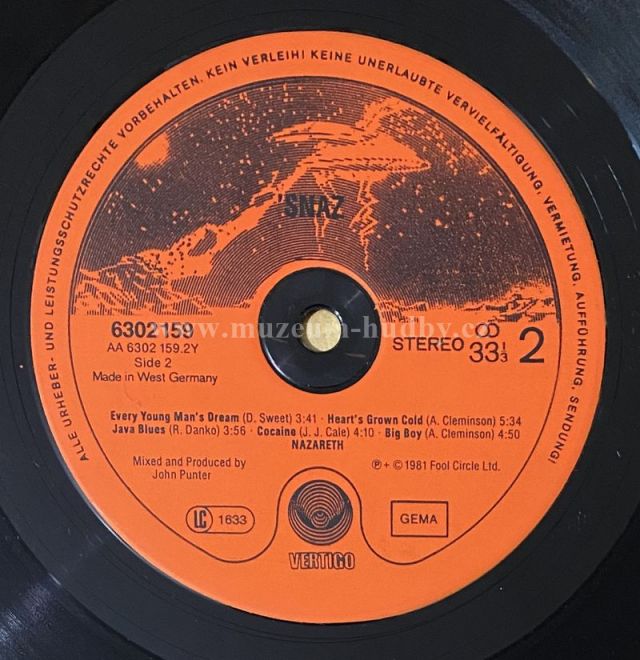 ALLE URHEBER- UND LEISTUNGSSCHUTZRECHTE VORBEHALTEN. KEIN VERLEIH! KEINE UNERLAUBTE VERVIELFÄLTIGUNG, VERMIETUNG, AUFFÜHRUNG, SENDUNG!
'SNAZ
www.muzeum-hudby.cz
6302159
AA 6302 159.2Y
Side 2
Made in West Germany
STEREO 33 1/3 2
Every Young Man's Dream (D. Sweet) 3:41 · Heart's Grown Cold (A. Cleminson) 5:34
Java Blues (R. Danko) 3:56 · Cocaine (J. J. Cale) 4:10 · Big Boy (A. Cleminson) 4:50
NAZARETH
Mixed and Produced by
John Punter
℗ + © 1981 Fool Circle Ltd.
LC 1633
GEMA
VERTIGO